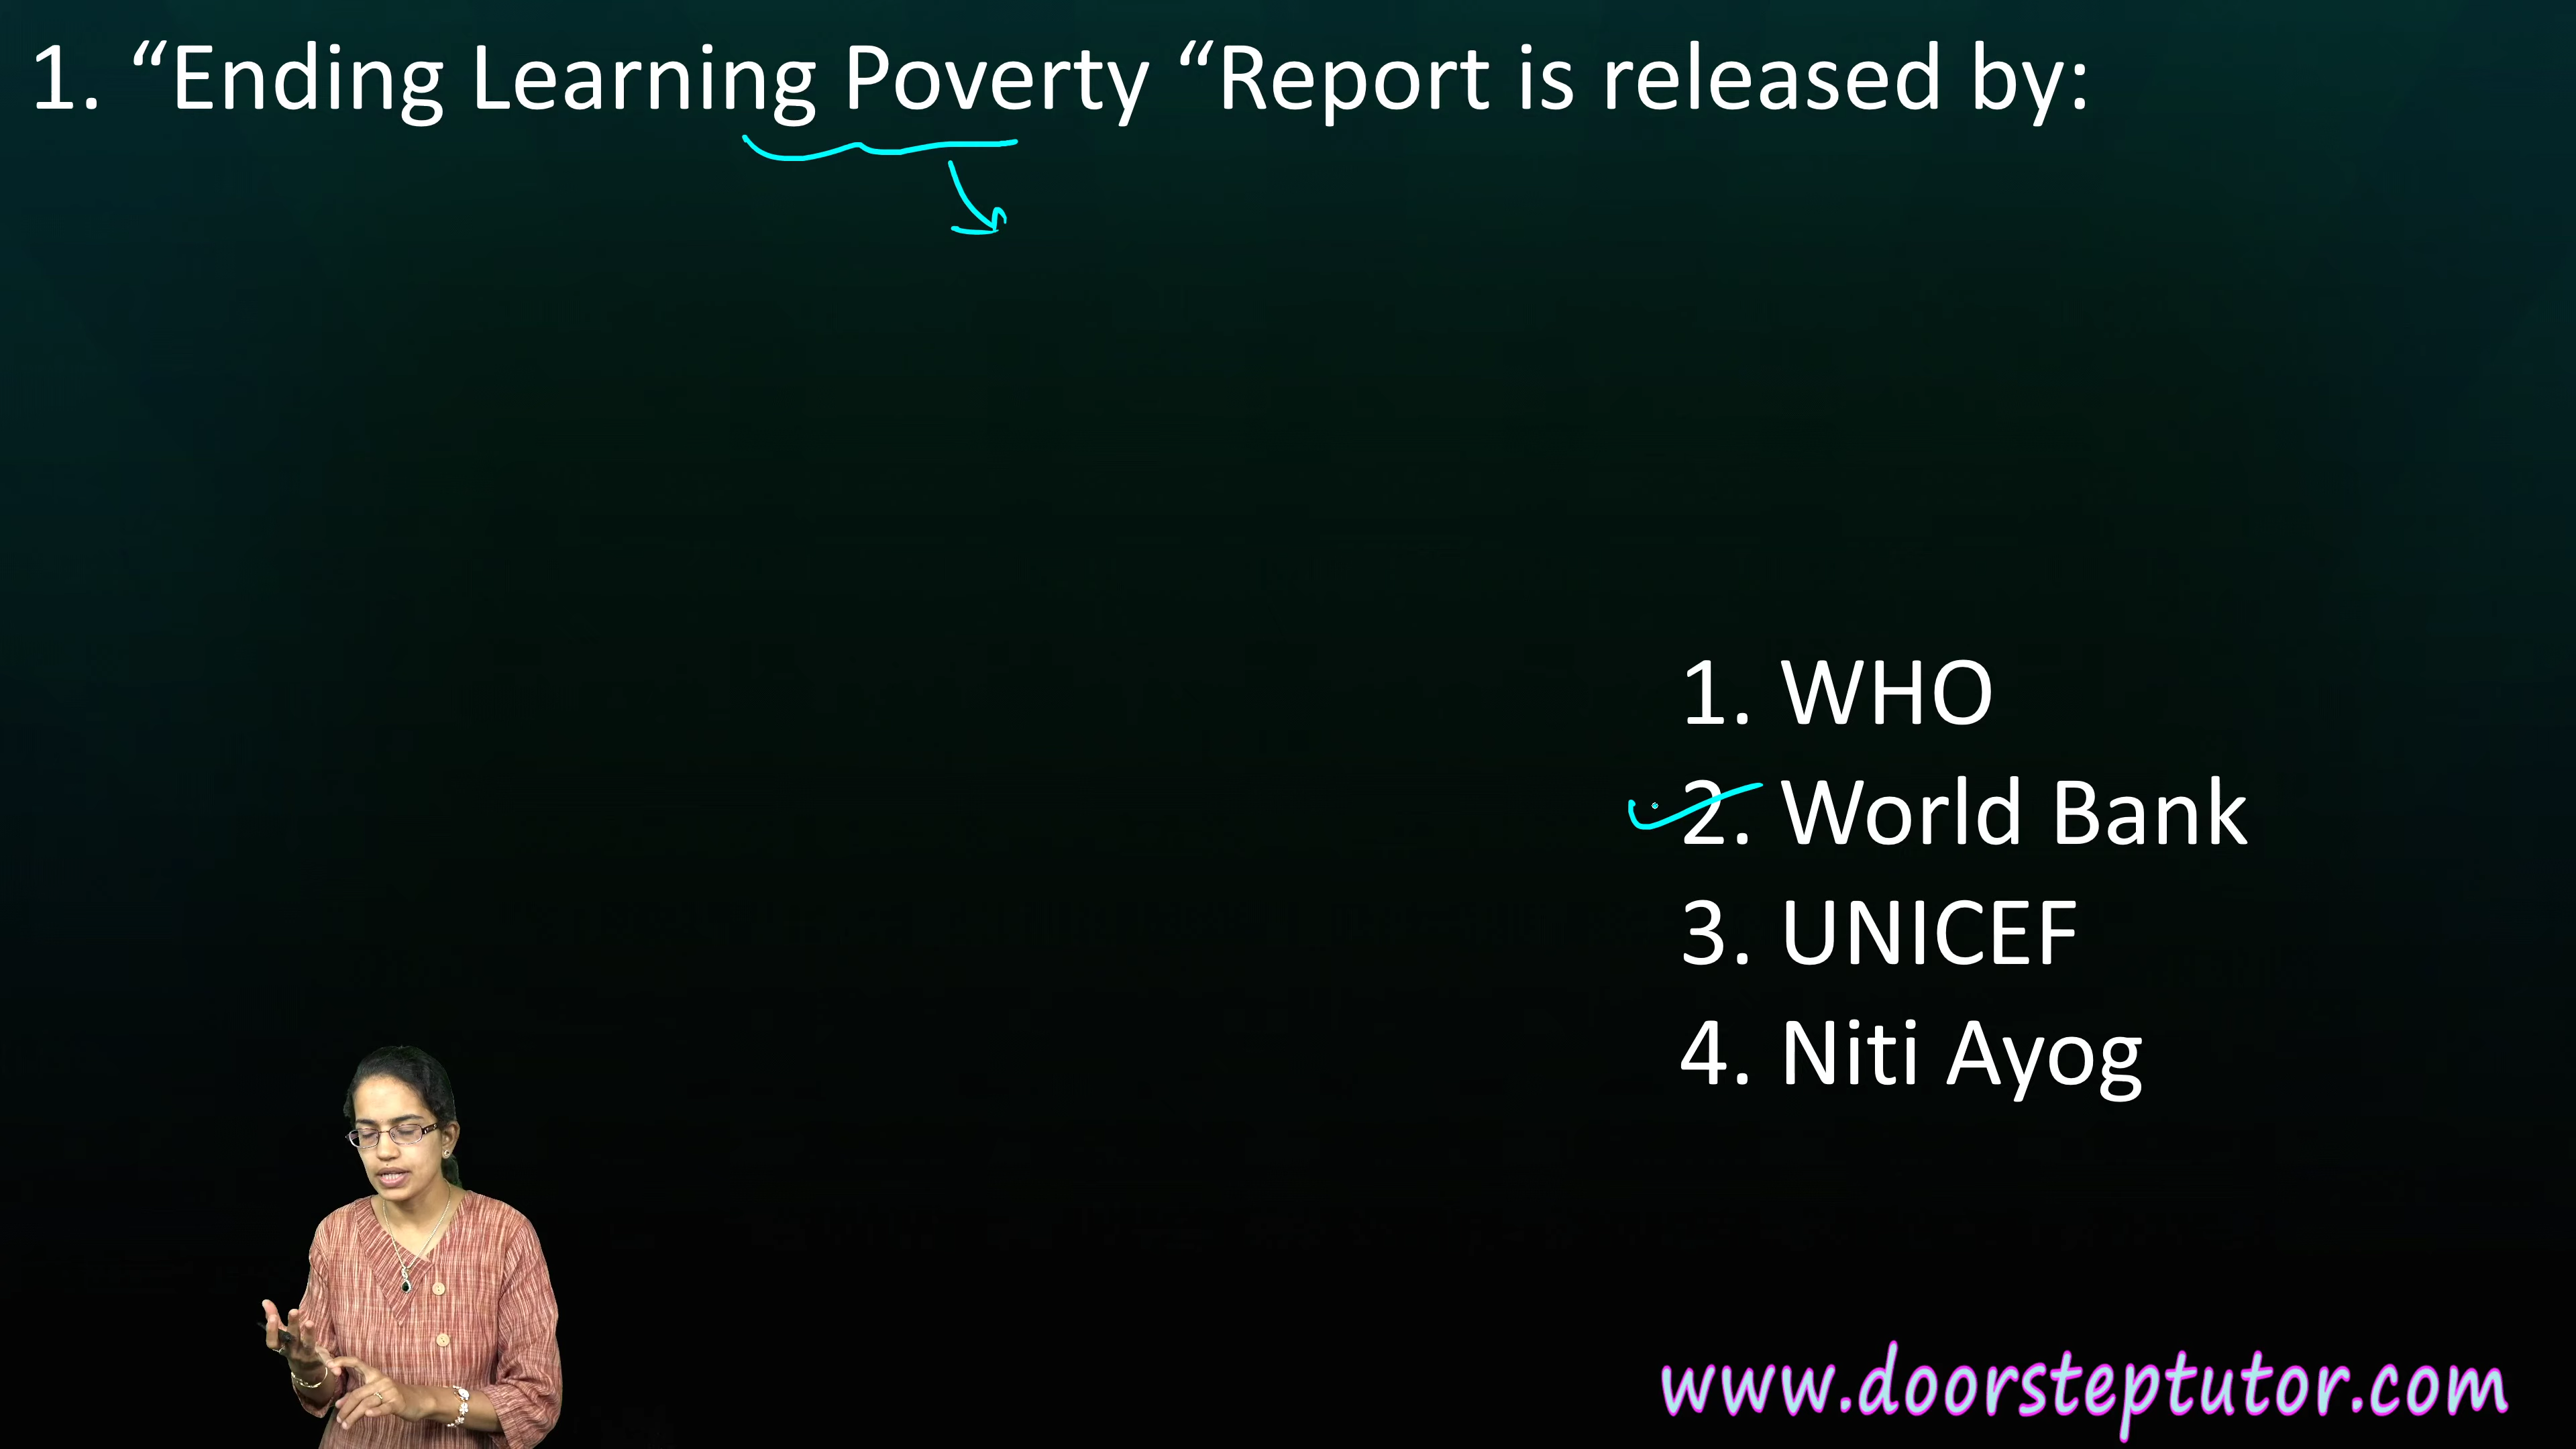 1. “Ending Learning Poverty “Report is released by:
1. WHO
2. World Bank
3. UNICEF
4. Niti Ayog
www.doorsteptutor.com